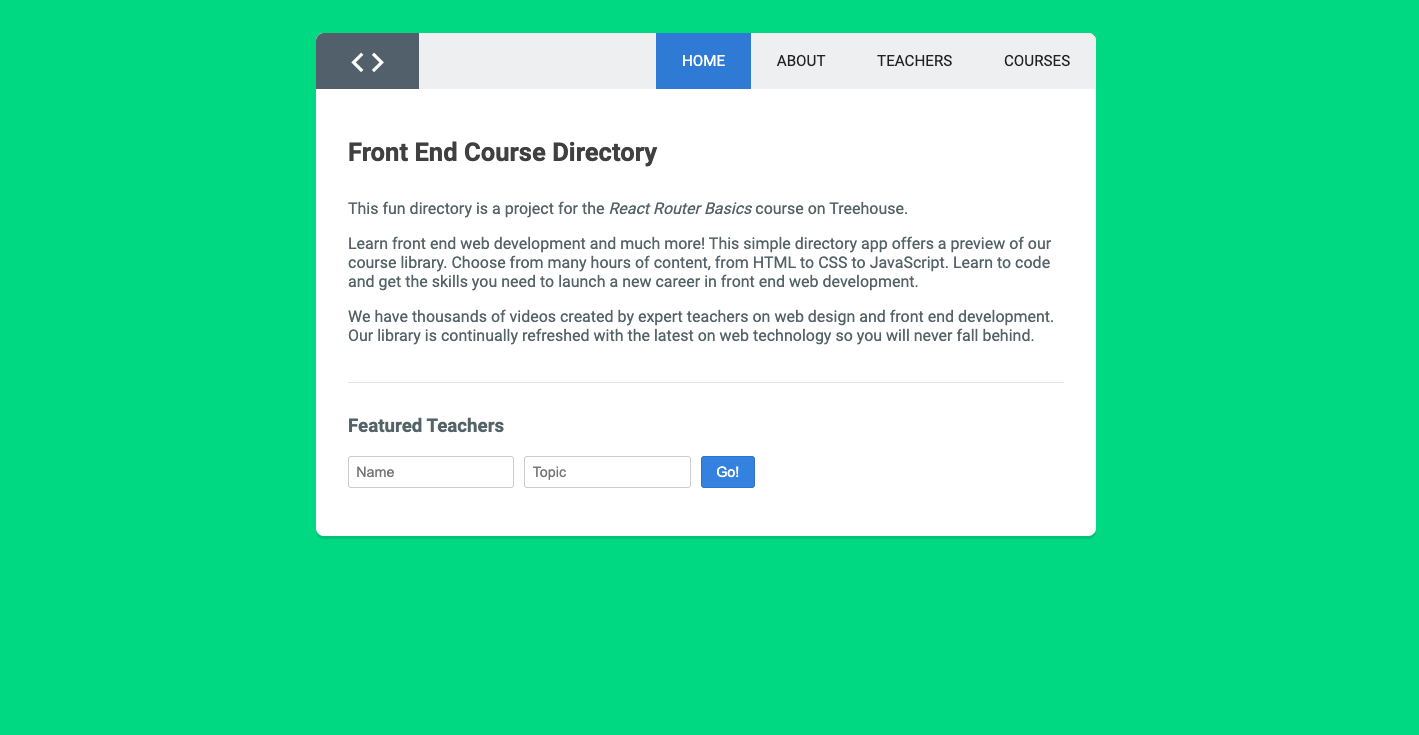 < >
HOME
ABOUT
TEACHERS
COURSES
Front End Course Directory
This fun directory is a project for the React Router Basics course on Treehouse.
Learn front end web development and much more! This simple directory app offers a preview of our
course library. Choose from many hours of content, from HTML to CSS to JavaScript. Learn to code
and get the skills you need to launch a new career in front end web development.
We have thousands of videos created by expert teachers on web design and front end development.
Our library is continually refreshed with the latest on web technology so you will never fall behind.
Featured Teachers
Name
Topic
Go!